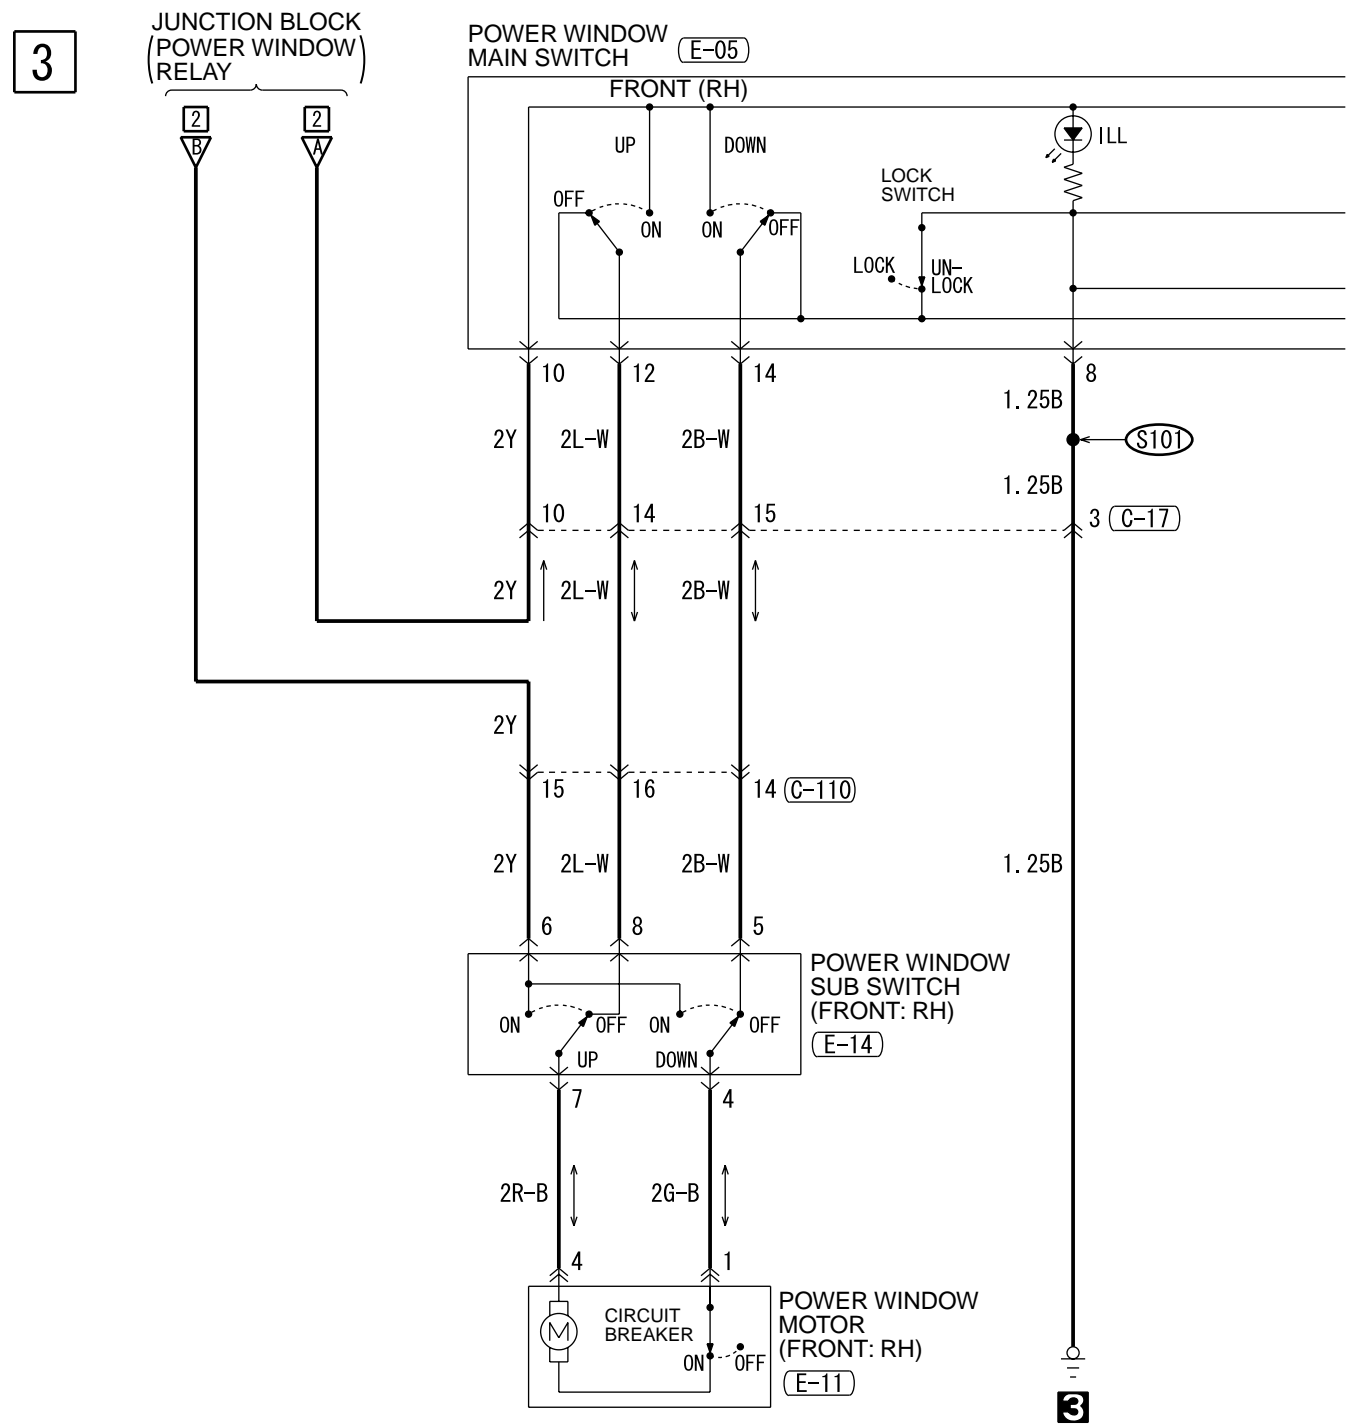 3
JUNCTION BLOCK
(POWER WINDOW
RELAY)
2
2
B
A
POWER WINDOW
MAIN SWITCH
E-05
FRONT (RH)
UP
DOWN
ILL
OFF
ON
ON
OFF
LOCK
SWITCH
LOCK
UN-
LOCK
10
12
14
8
1.25B
2Y
2L-W
2B-W
S101
1.25B
10
14
15
3
C-17
2Y
2L-W
2B-W
2Y
15
16
14
C-110
2Y
2L-W
2B-W
1.25B
6
8
5
POWER WINDOW
SUB SWITCH
(FRONT: RH)
E-14
ON
OFF
ON
OFF
UP
DOWN
7
4
2R-B
2G-B
4
1
M
CIRCUIT
BREAKER
ON
OFF
POWER WINDOW
MOTOR
(FRONT: RH)
E-11
3